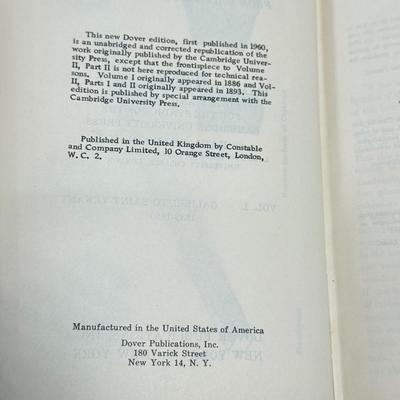 This new Dover edition, first published in 1960,
is an unabridged and corrected republication of the
work originally published by the Cambridge Univer-
sity Press, except that the frontispiece to Volume
II, Part II is not here reproduced for technical rea-
sons. Volume I originally appeared in 1886 and Vol-
II, Parts I and II originally appeared in 1893. This
edition is published by special arrangement with the
Cambridge University Press.
Published in the United Kingdom by Constable
and Company Limited, 10 Orange Street, London,
W. C. 2.
Manufactured in the United States of America
Dover Publications, Inc.
180 Varick Street
New York 14, N. Y.